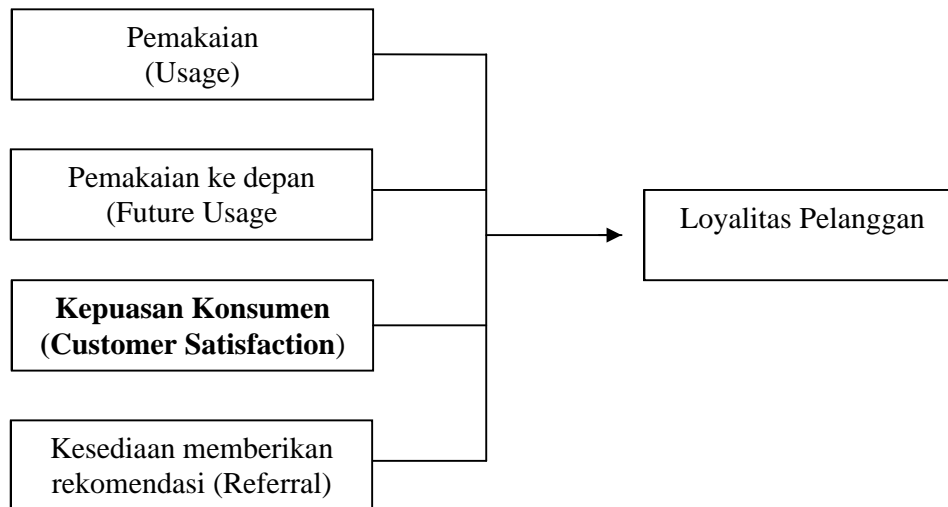 Pemakaian
(Usage)
Pemakaian ke depan
(Future Usage
Kepuasan Konsumen
(Customer Satisfaction)
Kesediaan memberikan
rekomendasi (Referral)
Loyalitas Pelanggan